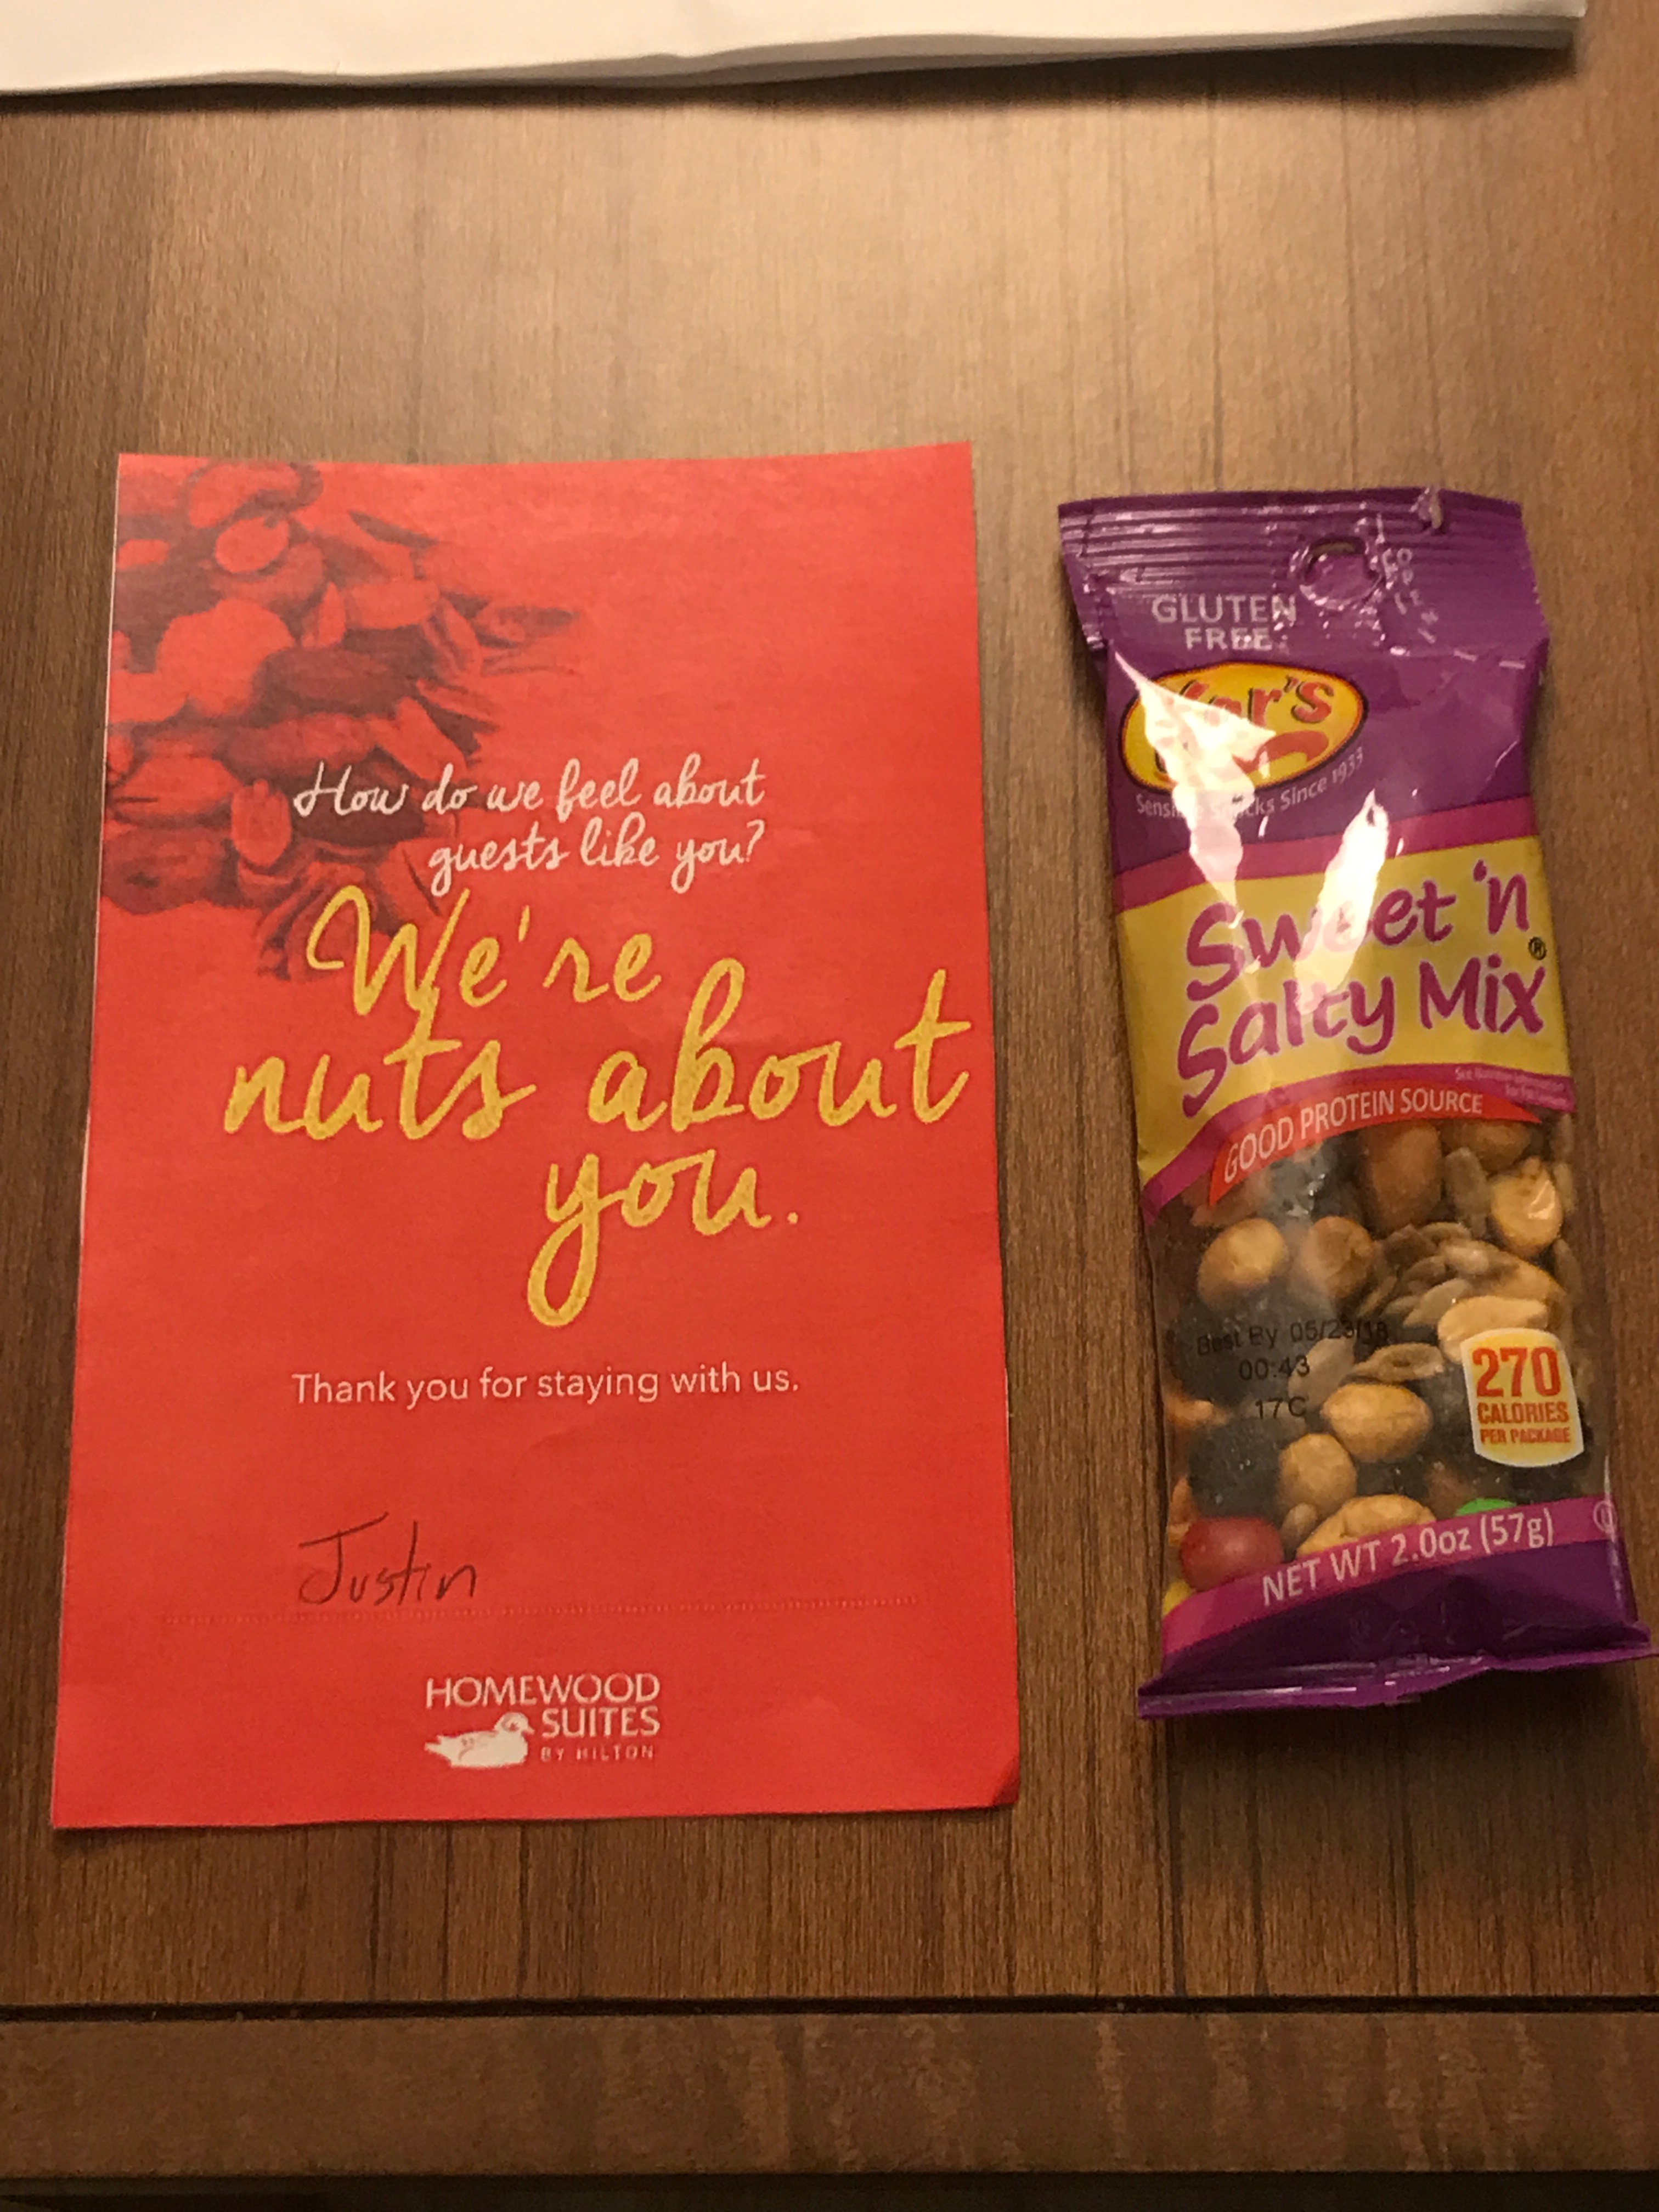 How do we feel about
guests like you?
We're
nuts about
you.
Thank you for staying with us.
Justin
HOMEWOOD
SUITES
BY HILTON
GLUTEN
FREE
Kar's
Since 1933
Sweet 'n
Salty Mix®
GOOD PROTEIN SOURCE
Best By 05/23/18
00:43
17C
270
CALORIES
PER PACKAGE
NET WT 2.0oz (57g)